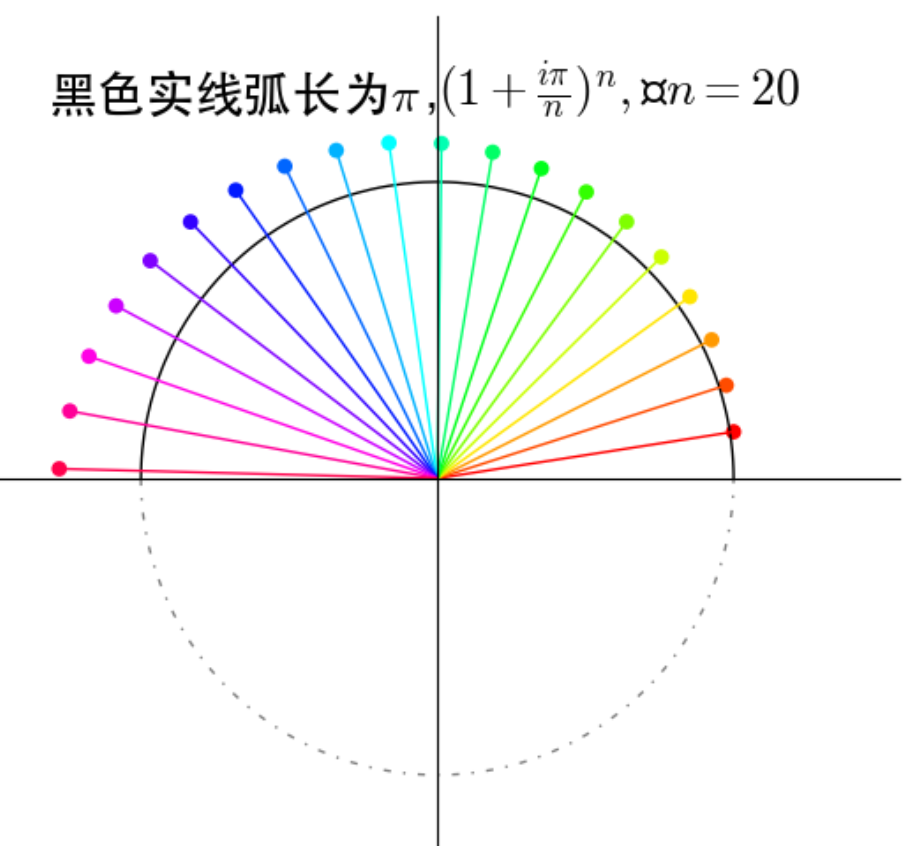 黑色实线弧长为π,(1 + iπ/n)^n, ¤n = 20